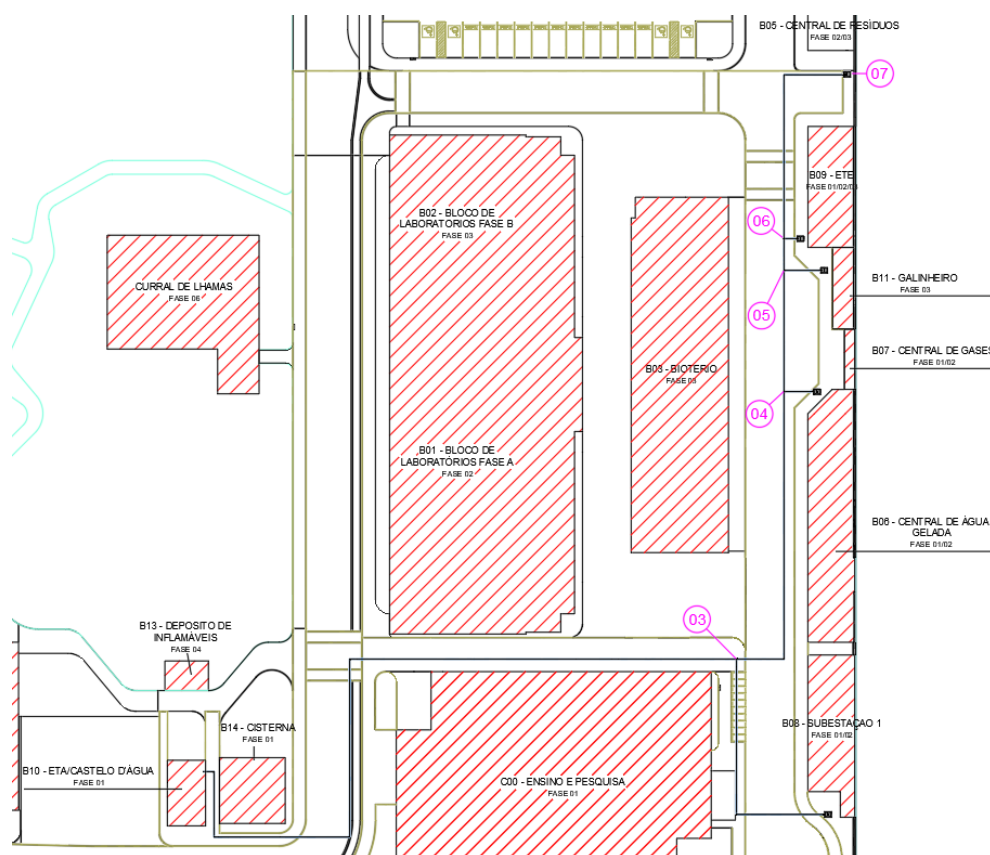 B05 - CENTRAL DE RESÍDUOS
FASE 02/03
07
B09 - ETE
FASE 01/02/03
B02 - BLOCO DE
LABORATORIOS FASE B
FASE 03
06
CURRAL DE LHAMAS
FASE 06
B11 - GALINHEIRO
FASE 03
05
B07 - CENTRAL DE GASES
FASE 01/02
B03 - BIOTERIO
FASE 03
04
B01 - BLOCO DE
LABORATÓRIOS FASE A
FASE 02
B06 - CENTRAL DE ÁGUA
GELADA
FASE 01/02
03
B13 - DEPOSITO DE
INFLAMÁVEIS
FASE 04
B14 - CISTERNA
FASE 01
B08 - SUBESTAÇAO 1
FASE 01/02
B10 - ETA/CASTELO D'ÁGUA
FASE 01
C00 - ENSINO E PESQUISA
FASE 01